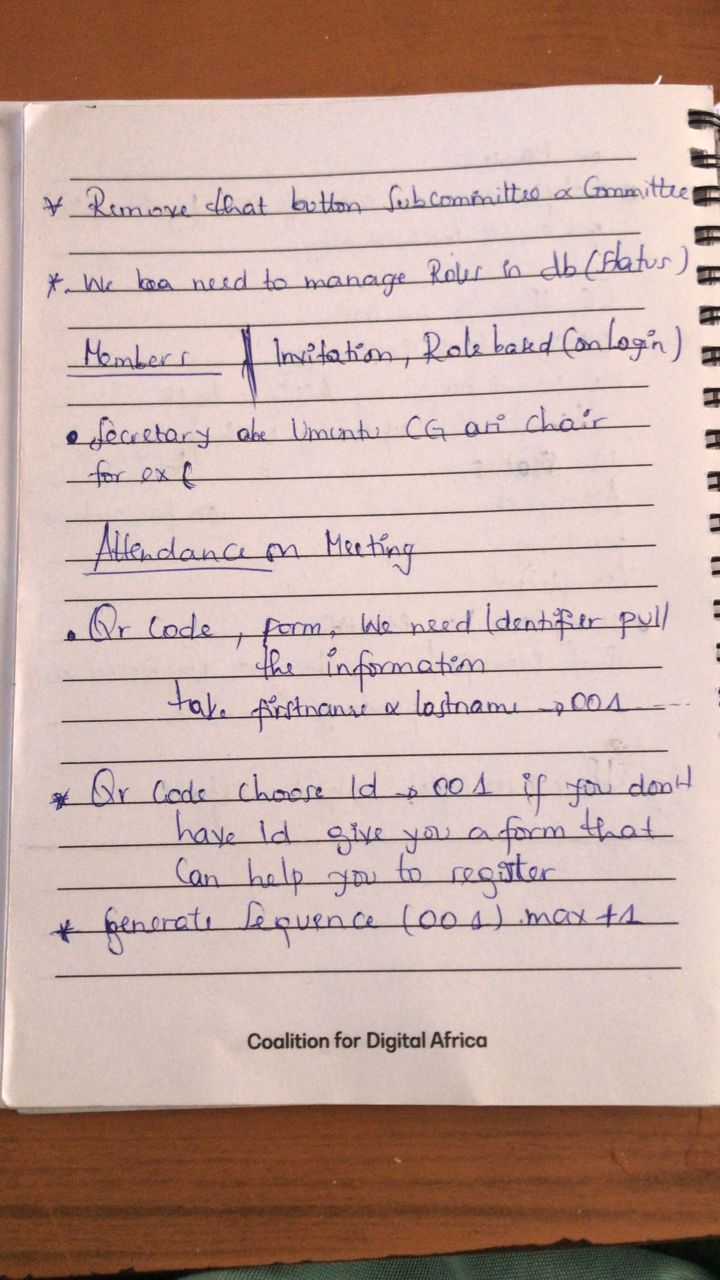 * Remove that button Subcommittee & Committee
* We need to manage Roles in db (Status)
Members | Invitation, Role based (on login)
• Secretary abe Umuntu CG ari chair
for ex
Attendance on Meeting
• Qr Code, form, We need Identifier pull
the information
take firstname & lastname → 001 ---
* Qr Code choose Id → 001 if you don't
have Id give you a form that
Can help you to register
* generate Sequence (001) max +1
Coalition for Digital Africa